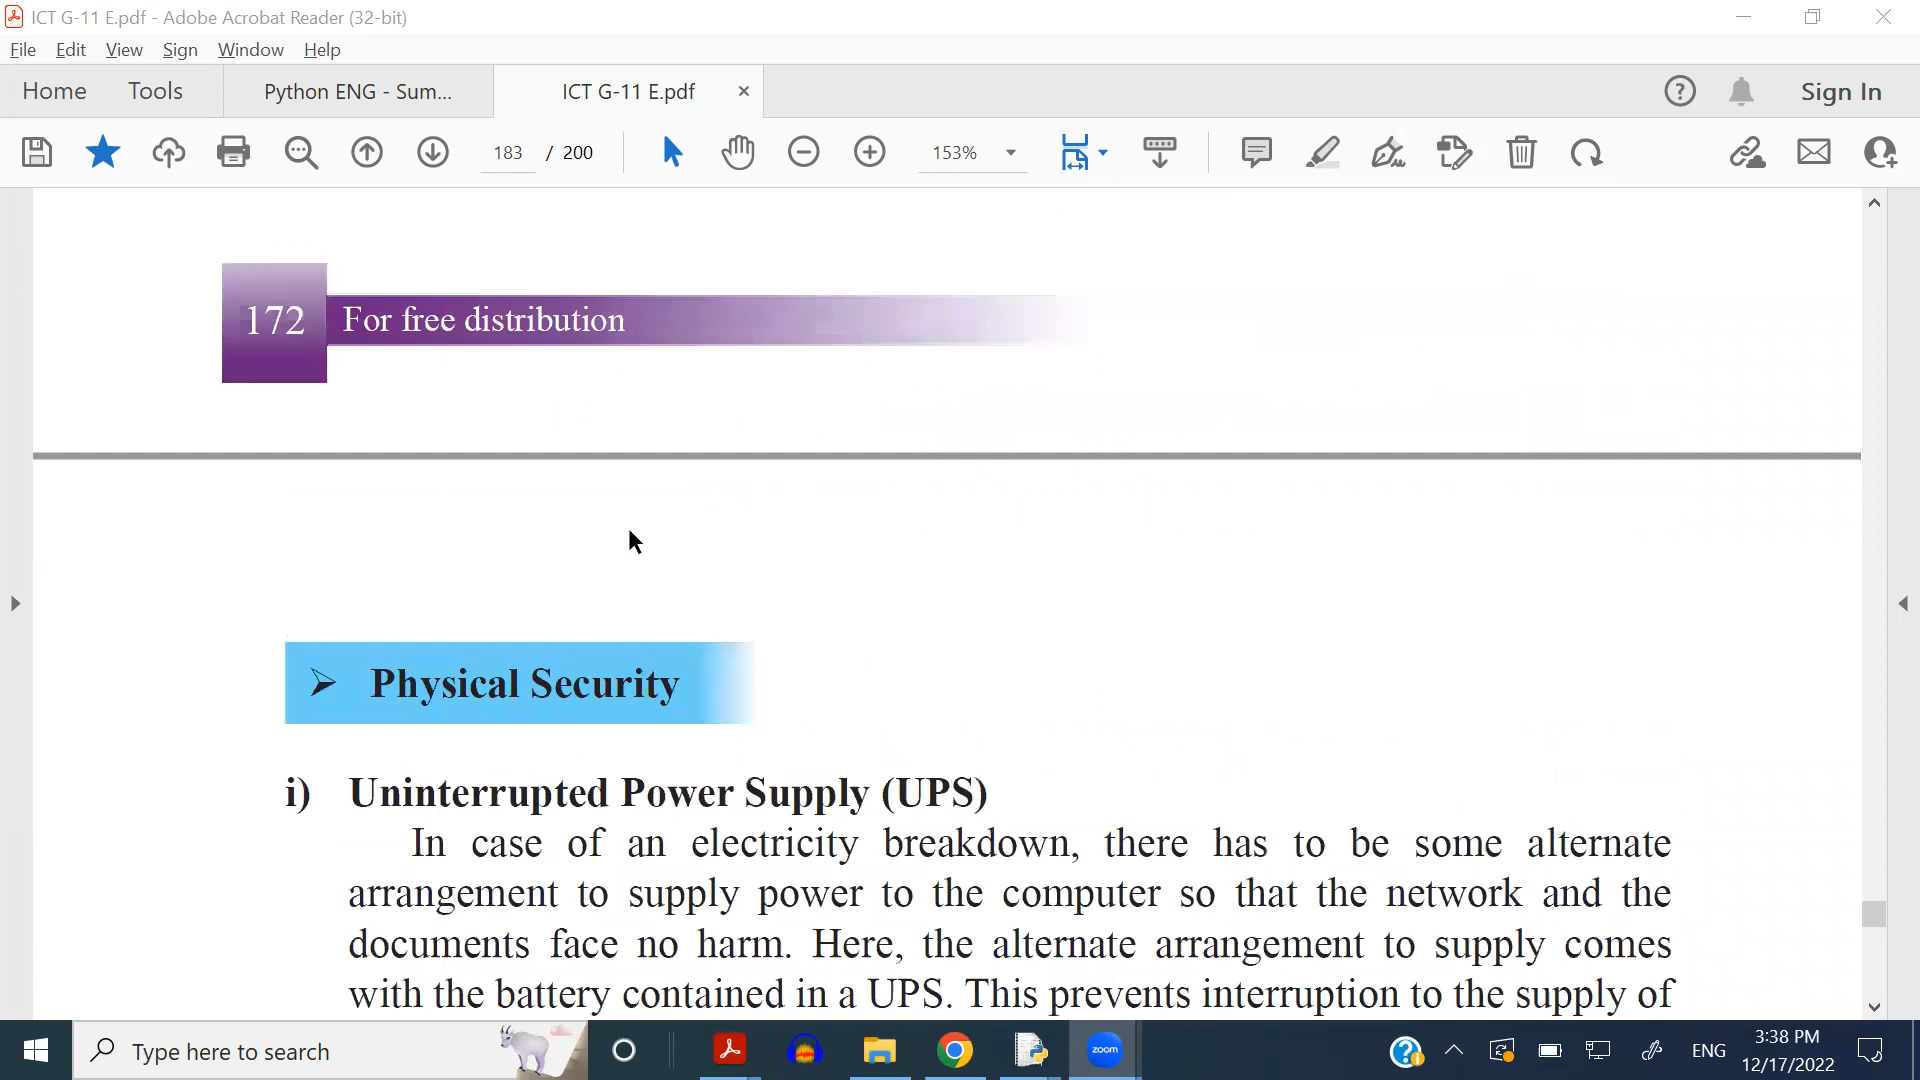 ICT G-11 E.pdf - Adobe Acrobat Reader (32-bit)
File Edit View Sign Window Help
Home Tools Python ENG - Sum... ICT G-11 E.pdf × Sign In
183 / 200 153%
172 For free distribution
➢ Physical Security
i) Uninterrupted Power Supply (UPS)
In case of an electricity breakdown, there has to be some alternate
arrangement to supply power to the computer so that the network and the
documents face no harm. Here, the alternate arrangement to supply comes
with the battery contained in a UPS. This prevents interruption to the supply of
Type here to search zoom ENG 3:38 PM
12/17/2022